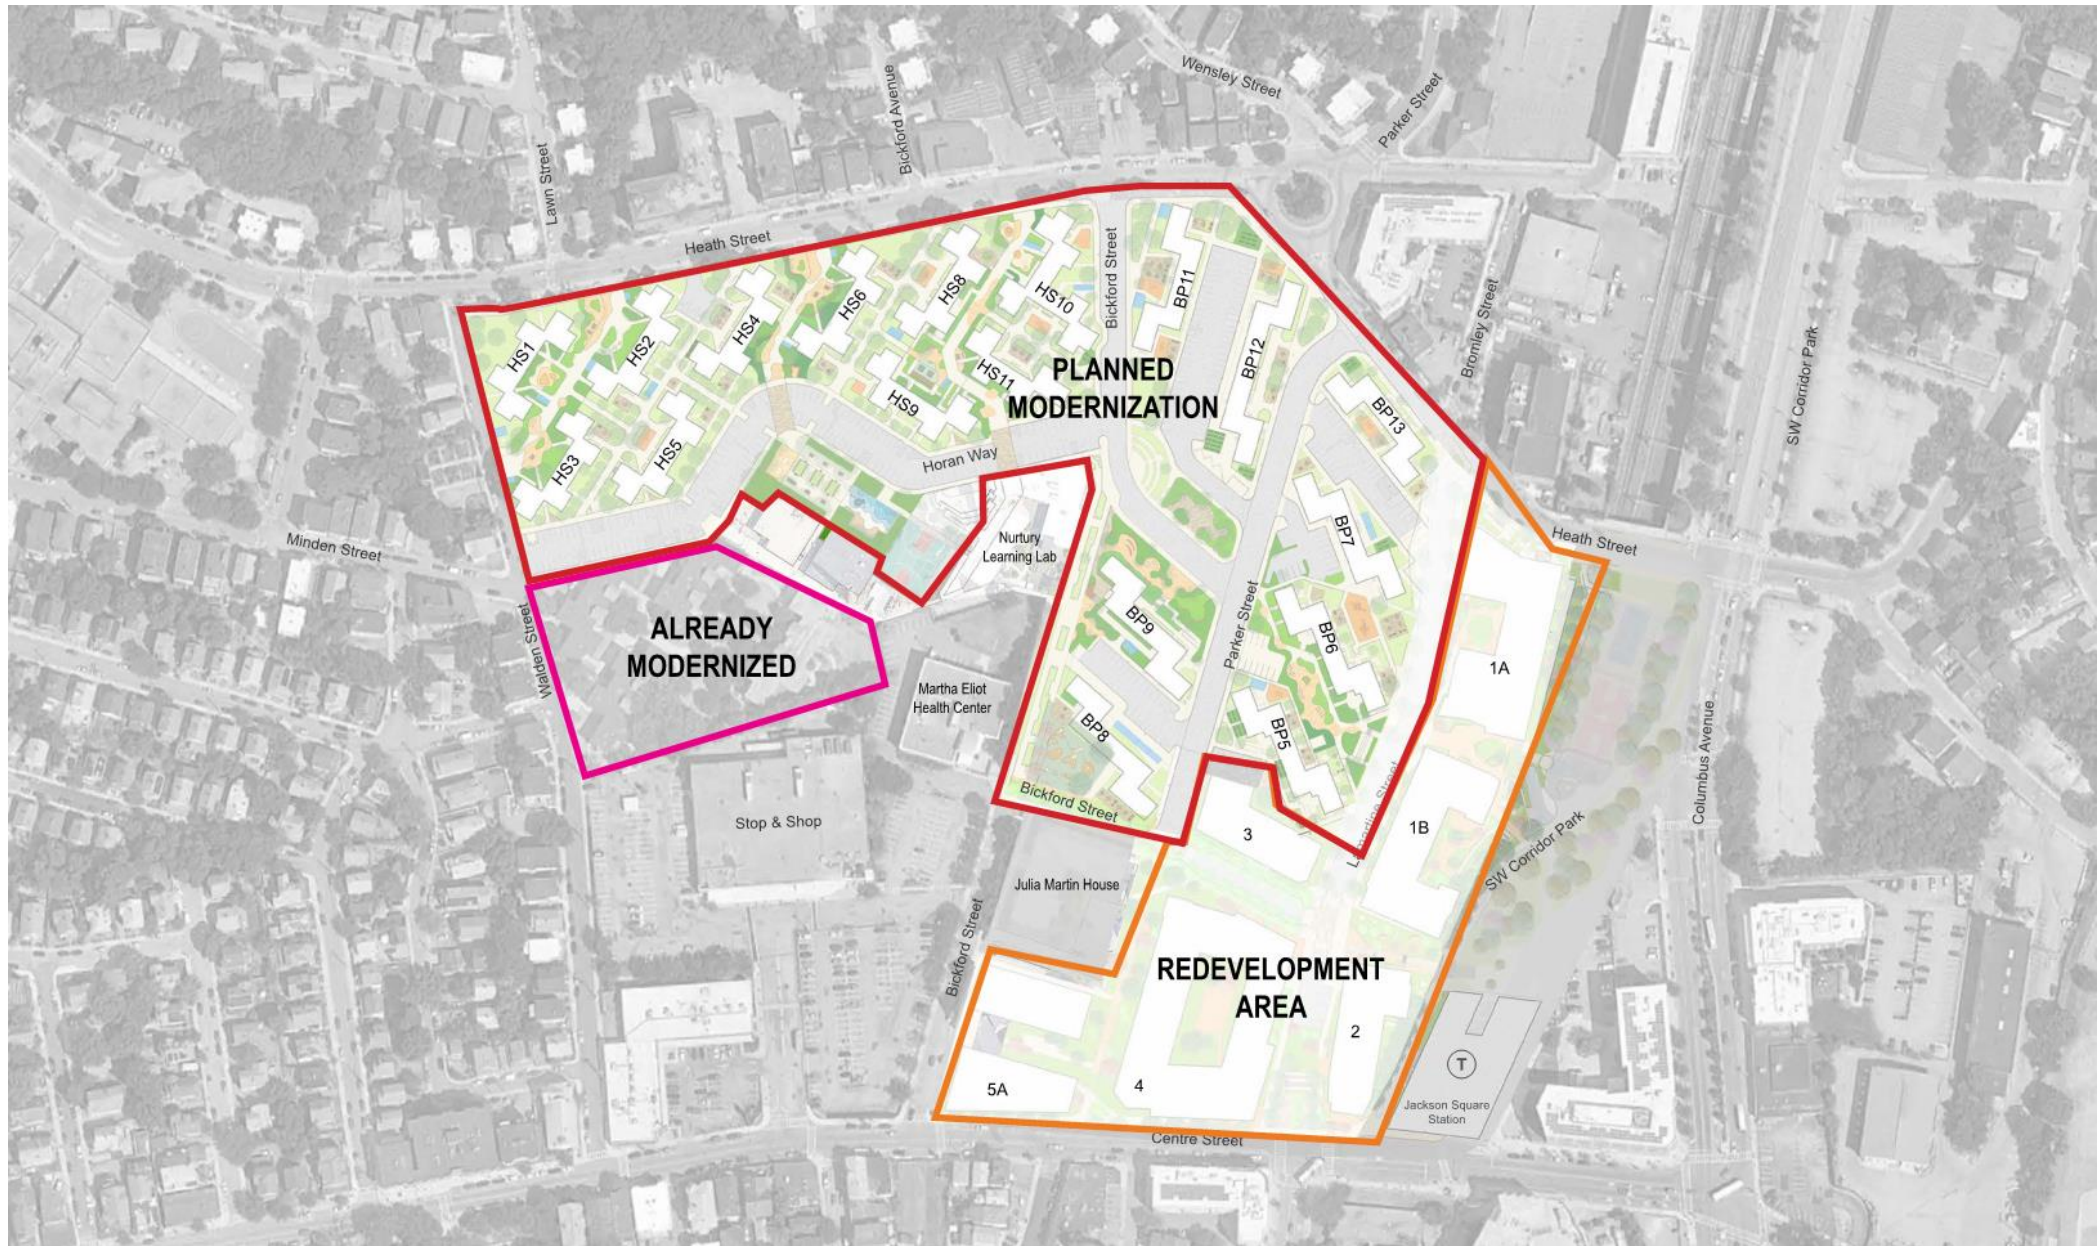 Wensley Street
Parker Street
Bickford Avenue
Lawn Street
Heath Street
Bickford Street
BP11
HS8
HS10
HS6
HS4
HS2
HS1
BP12
Bromley Street
SW Corridor Park
HS11
PLANNED
MODERNIZATION
HS9
BP13
HS5
HS3
Horan Way
Minden Street
Nurtury
Learning Lab
BP7
Heath Street
Walden Street
ALREADY
MODERNIZED
BP9
Parker Street
BP6
1A
Martha Eliot
Health Center
BP8
BP5
Columbus Avenue
Bickford Street
Stop & Shop
3
Lamartine Street
1B
SW Corridor Park
Julia Martin House
Bickford Street
REDEVELOPMENT
AREA
2
T
5A
4
Jackson Square
Station
Centre Street